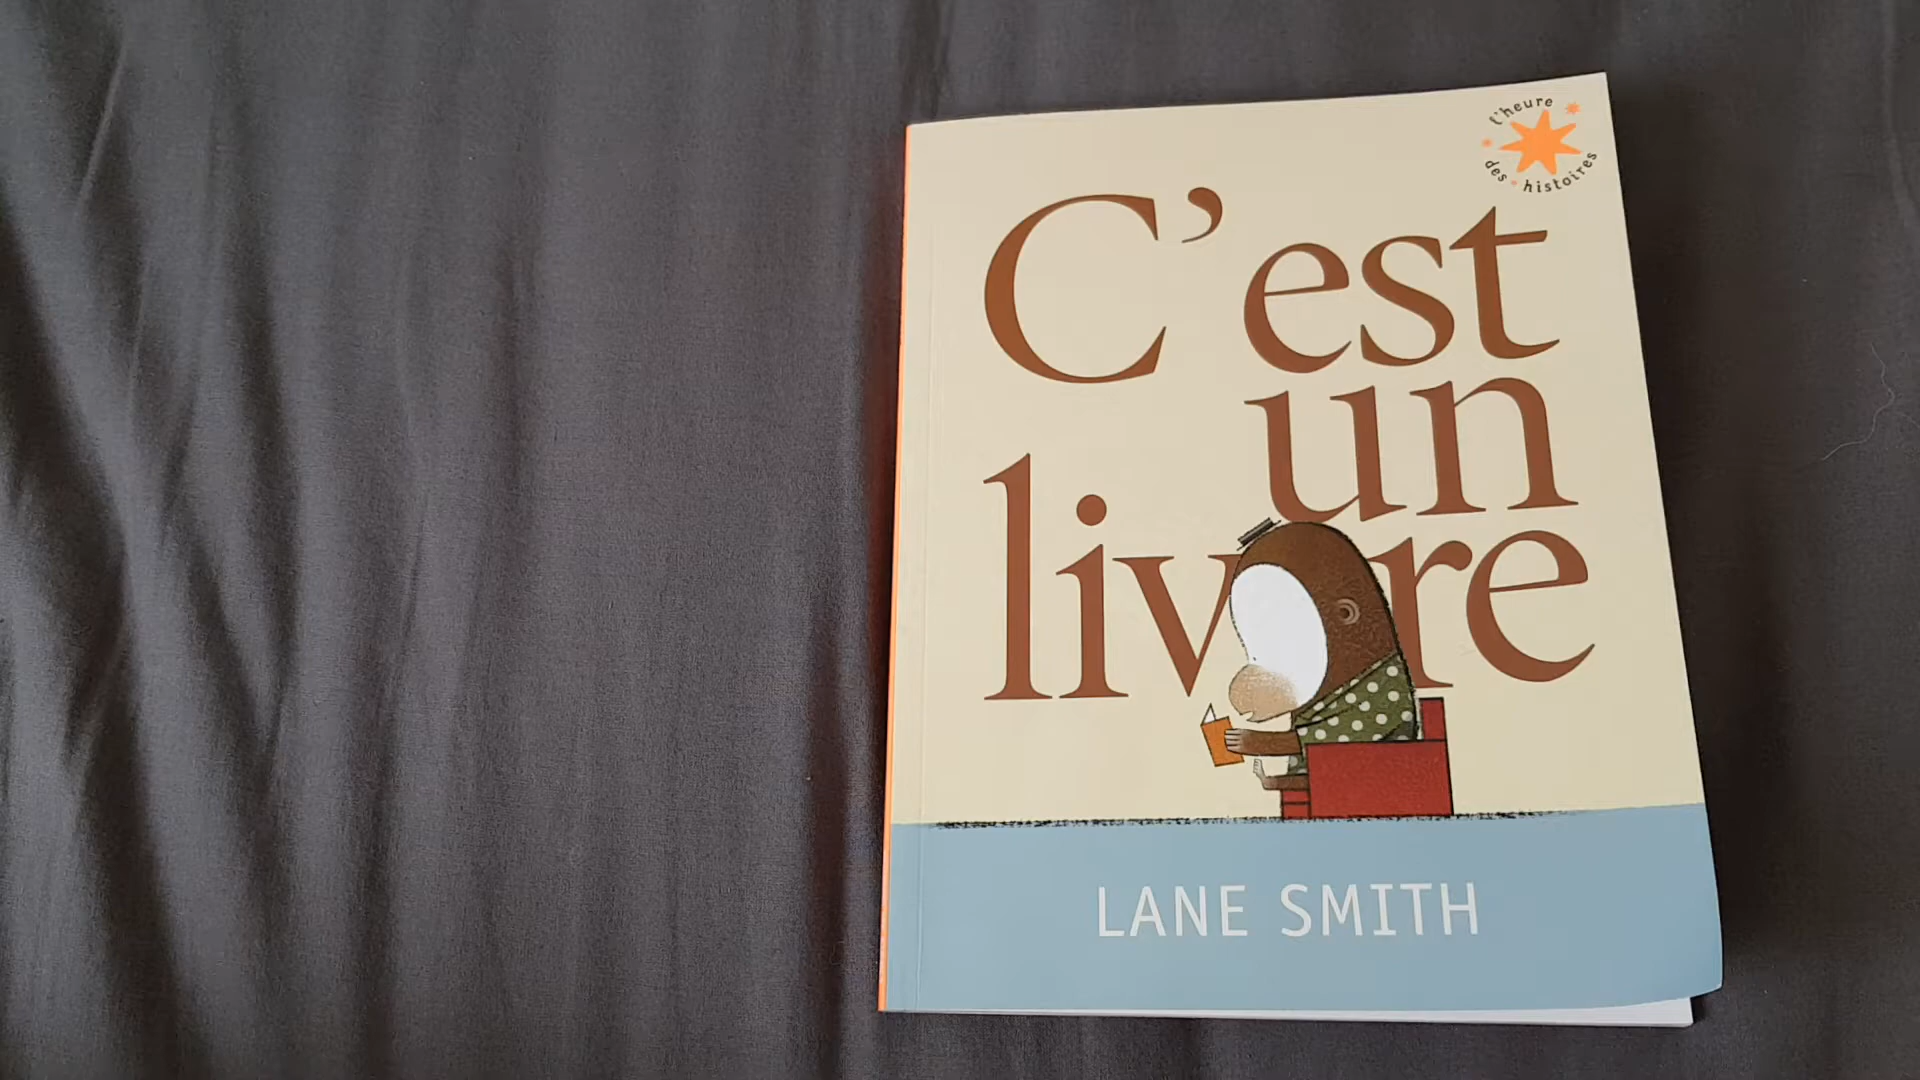 l'heure
des histoires
C'est
un
livre
LANE SMITH